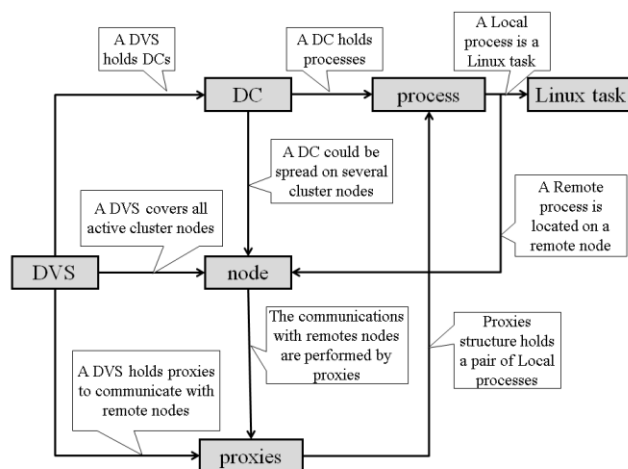 A DVS
holds DCs
A DC holds
processes
A Local
process is a
Linux task
DC
process
Linux task
A DC could be
spread on several
cluster nodes
A DVS covers all
active cluster nodes
A Remote
process is
located on a
remote node
DVS
node
The communications
with remotes nodes
are performed by
proxies
Proxies
structure holds
a pair of Local
processes
A DVS holds proxies
to communicate with
remote nodes
proxies